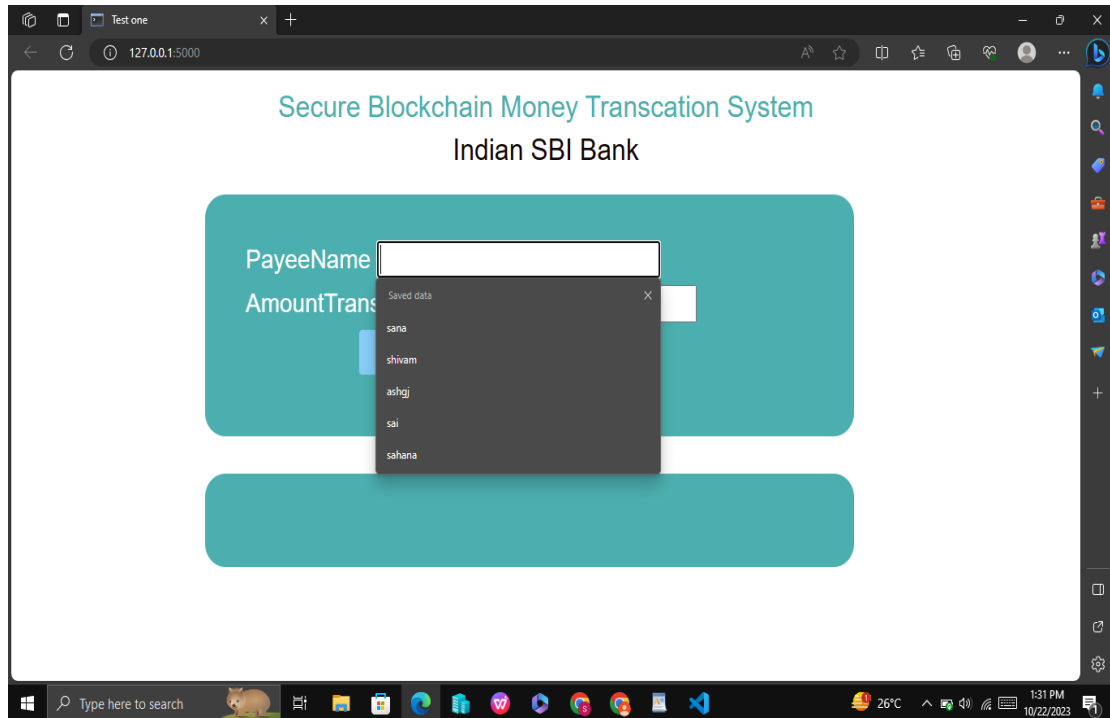 Test one
127.0.0.1:5000
Secure Blockchain Money Transcation System
Indian SBI Bank
PayeeName
AmountTrans
Saved data
sana
shivam
ashgj
sai
sahana
Type here to search
26°C
1:31 PM
10/22/2023